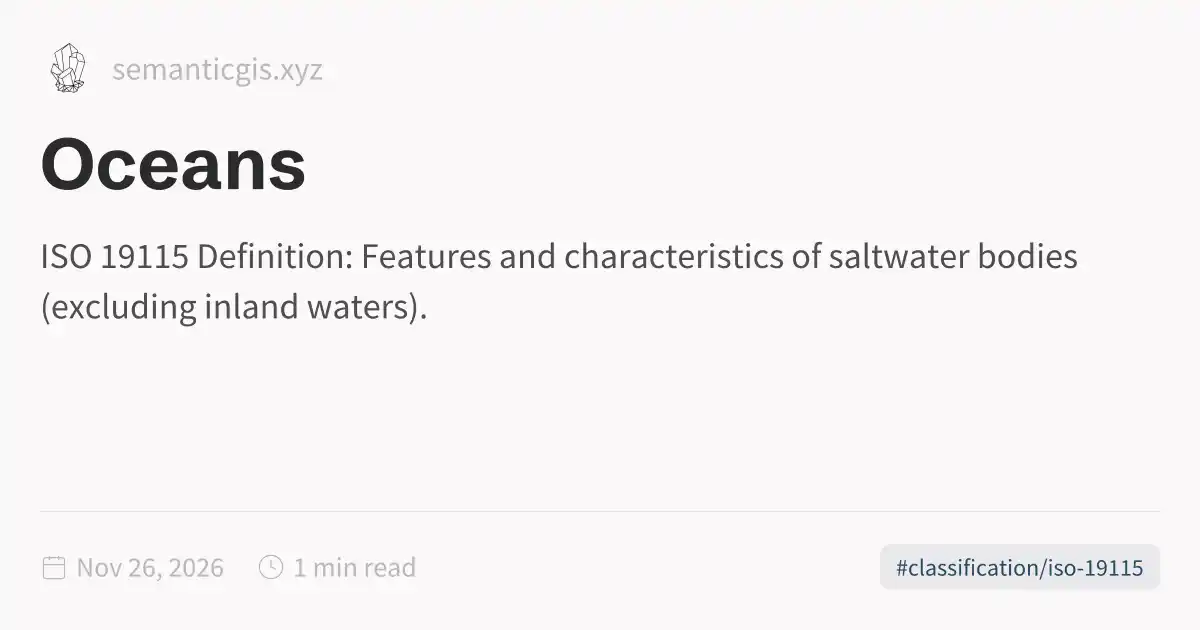 semanticgis.xyz
Oceans
ISO 19115 Definition: Features and characteristics of saltwater bodies
(excluding inland waters).
Nov 26, 2026 1 min read #classification/iso-19115